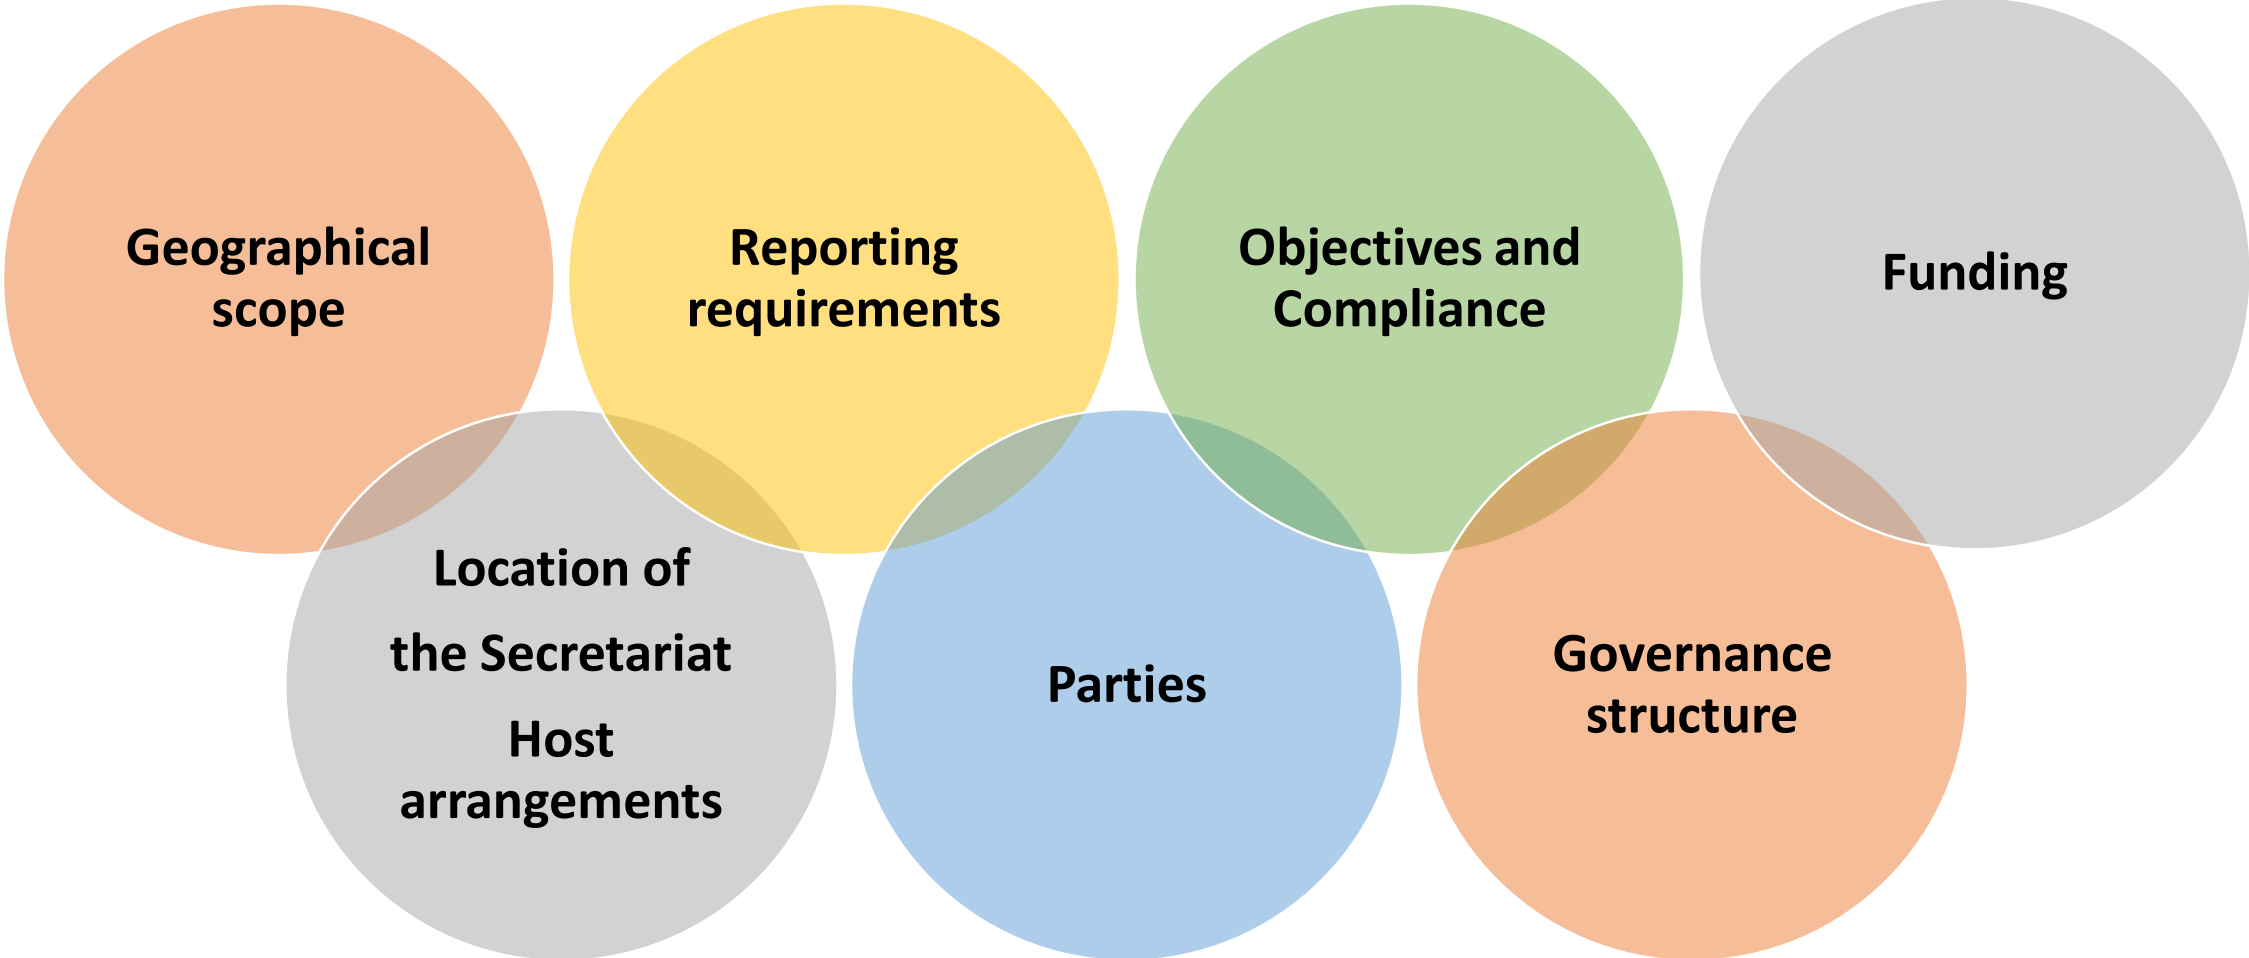 Geographical
scope
Reporting
requirements
Objectives and
Compliance
Funding
Location of
the Secretariat
Host
arrangements
Parties
Governance
structure